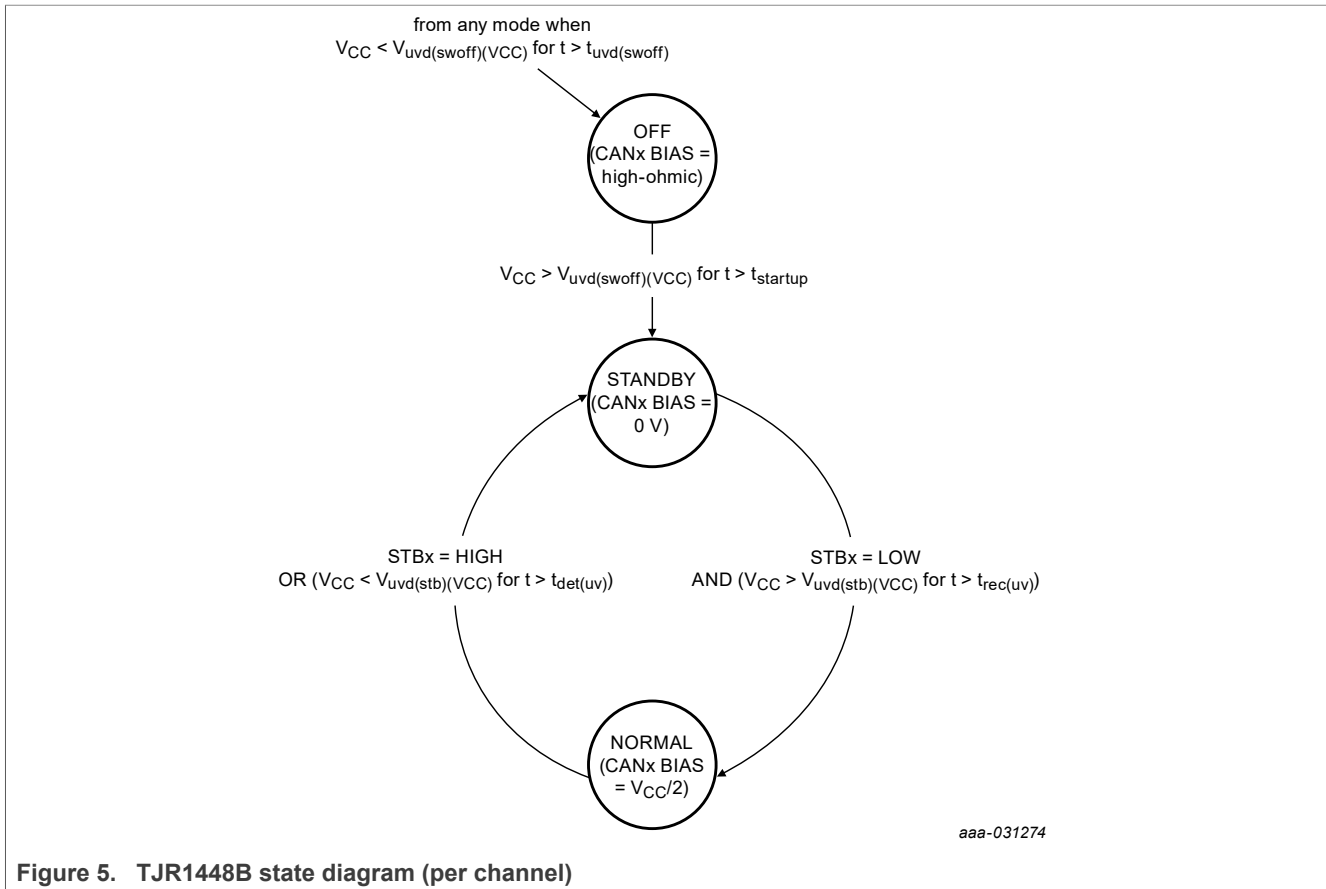 from any mode when
VCC < Vuvd(swoff)(VCC) for t > tuvd(swoff)
OFF
(CANx BIAS =
high-ohmic)
VCC > Vuvd(swoff)(VCC) for t > tstartup
STANDBY
(CANx BIAS =
0 V)
STBx = HIGH
OR (VCC < Vuvd(stb)(VCC) for t > tdet(uv))
STBx = LOW
AND (VCC > Vuvd(stb)(VCC) for t > trec(uv))
NORMAL
(CANx BIAS
= VCC/2)
aaa-031274
Figure 5. TJR1448B state diagram (per channel)